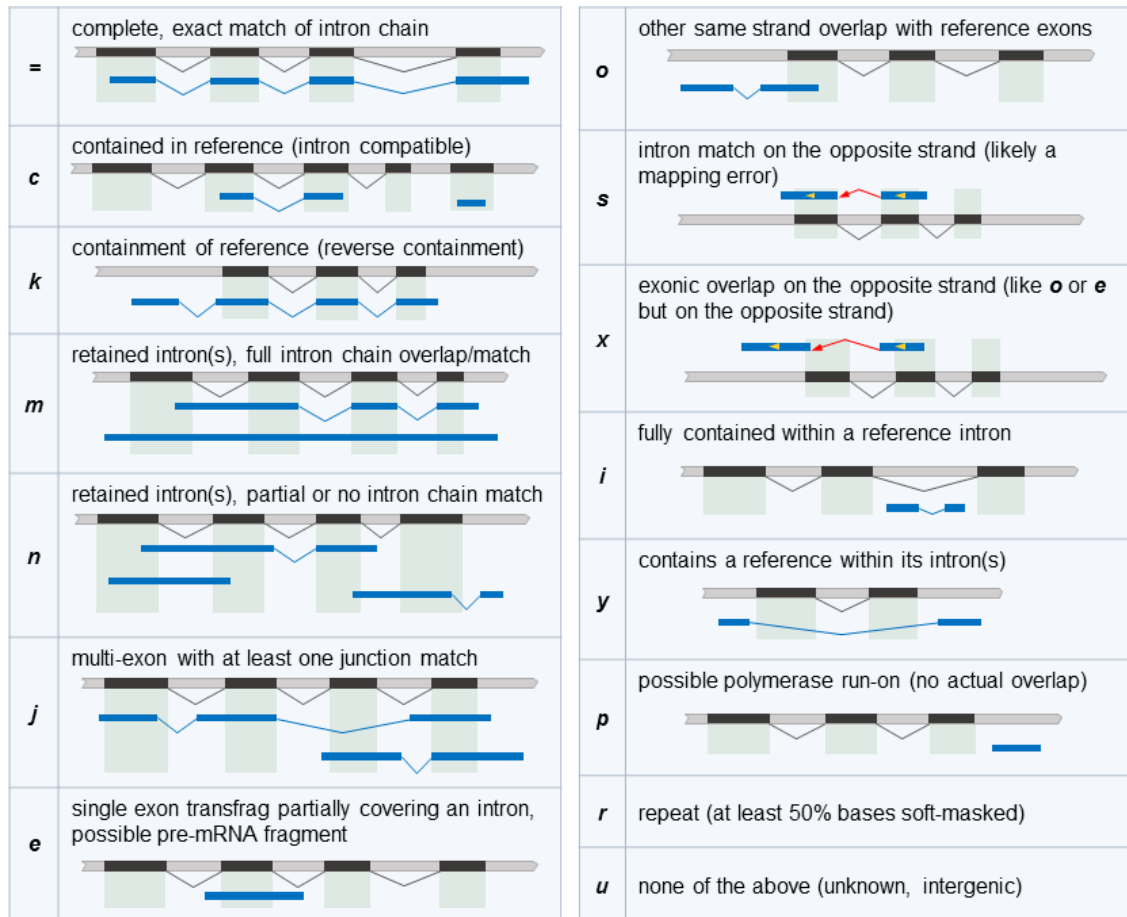 =
complete, exact match of intron chain
c
contained in reference (intron compatible)
k
containment of reference (reverse containment)
m
retained intron(s), full intron chain overlap/match
n
retained intron(s), partial or no intron chain match
j
multi-exon with at least one junction match
e
single exon transfrag partially covering an intron,
possible pre-mRNA fragment
o
other same strand overlap with reference exons
s
intron match on the opposite strand (likely a
mapping error)
x
exonic overlap on the opposite strand (like o or e
but on the opposite strand)
i
fully contained within a reference intron
y
contains a reference within its intron(s)
p
possible polymerase run-on (no actual overlap)
r
repeat (at least 50% bases soft-masked)
u
none of the above (unknown, intergenic)